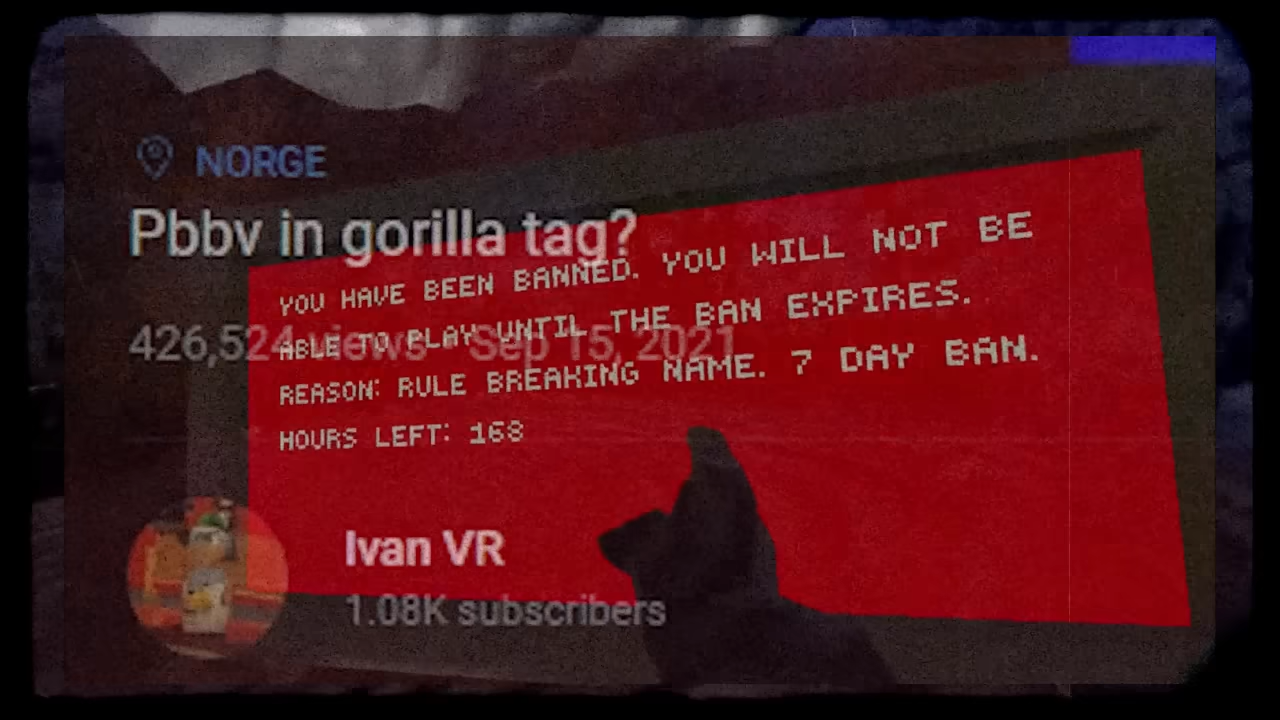 NORGE
Pbbv in gorilla tag?
426,524 views · Sep 15, 2021
YOU HAVE BEEN BANNED. YOU WILL NOT BE
ABLE TO PLAY UNTIL THE BAN EXPIRES.
REASON: RULE BREAKING NAME. 7 DAY BAN.
HOURS LEFT: 168
Ivan VR
1.08K subscribers